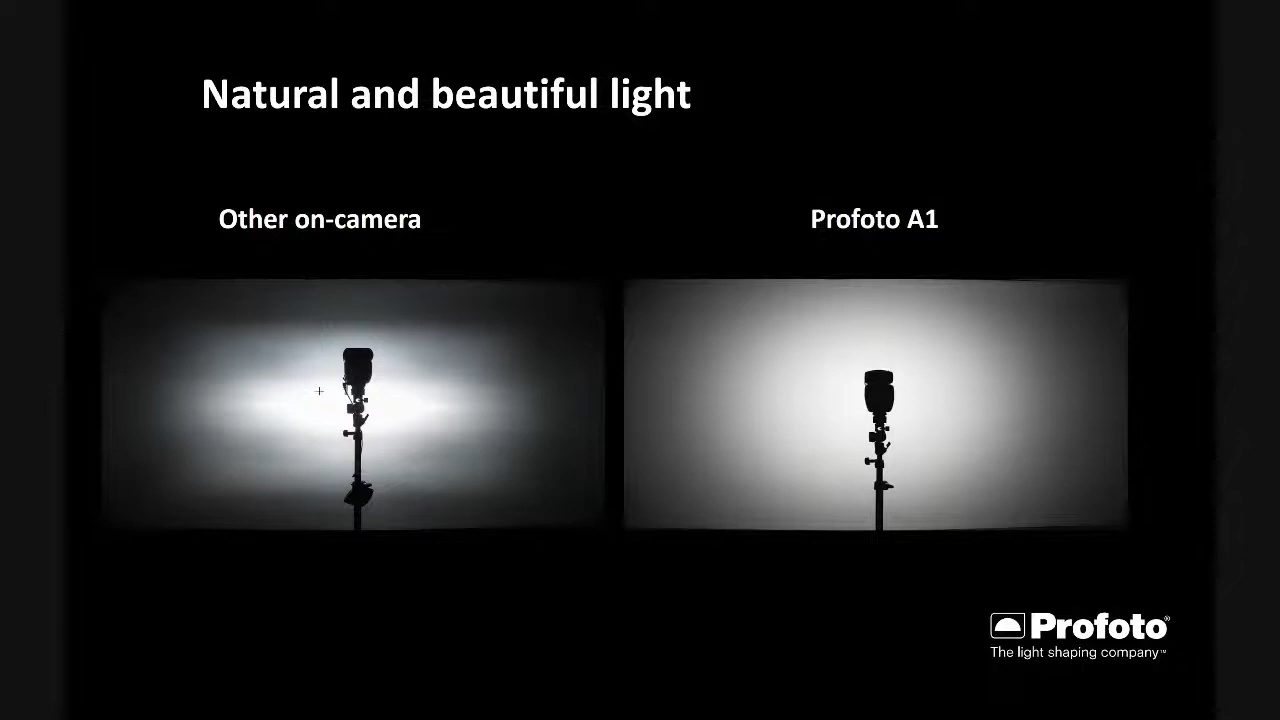 Natural and beautiful light
Other on-camera
Profoto A1
Profoto®
The light shaping company™